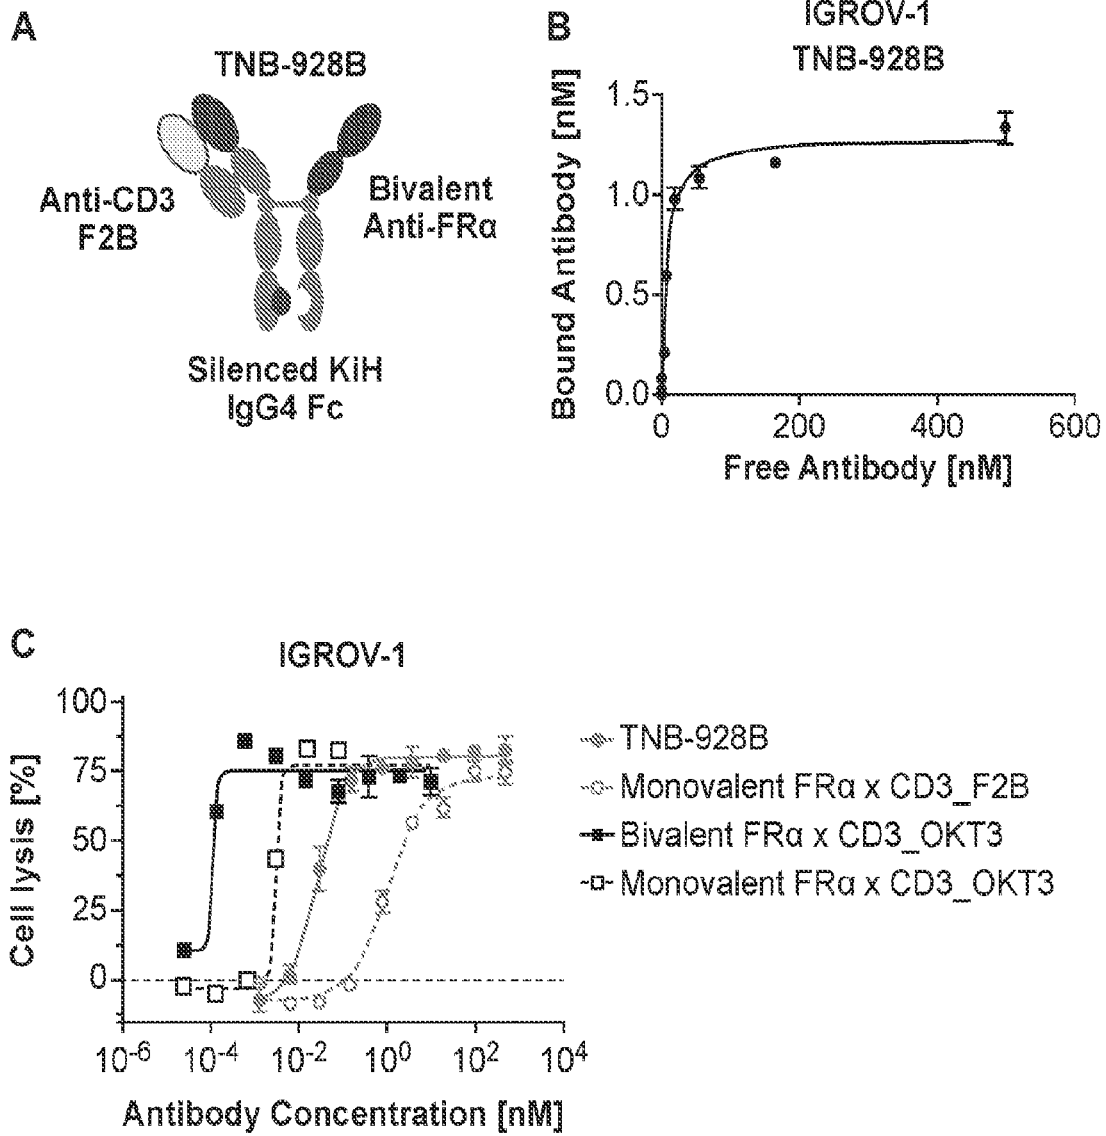 A
TNB-928B
Anti-CD3
F2B
Bivalent
Anti-FRα
Silenced KiH
IgG4 Fc
B
IGROV-1
TNB-928B
Bound Antibody [nM]
1.5
1.0
0.5
0.0
0
200
400
600
Free Antibody [nM]
C
IGROV-1
Cell lysis [%]
100
75
50
25
0
10-6
10-4
10-2
100
102
104
Antibody Concentration [nM]
TNB-928B
Monovalent FRα x CD3_F2B
Bivalent FRα x CD3_OKT3
Monovalent FRα x CD3_OKT3